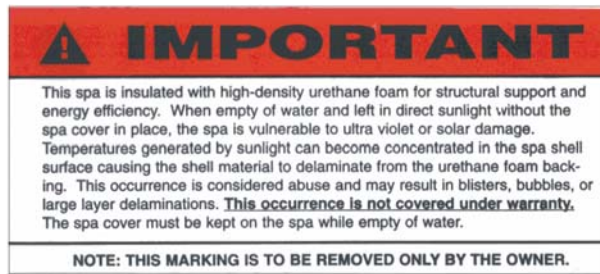 IMPORTANT
This spa is insulated with high-density urethane foam for structural support and
energy efficiency. When empty of water and left in direct sunlight without the
spa cover in place, the spa is vulnerable to ultra violet or solar damage.
Temperatures generated by sunlight can become concentrated in the spa shell
surface causing the shell material to delaminate from the urethane foam back-
ing. This occurrence is considered abuse and may result in blisters, bubbles, or
large layer delaminations. This occurrence is not covered under warranty.
The spa cover must be kept on the spa while empty of water.
NOTE: THIS MARKING IS TO BE REMOVED ONLY BY THE OWNER.